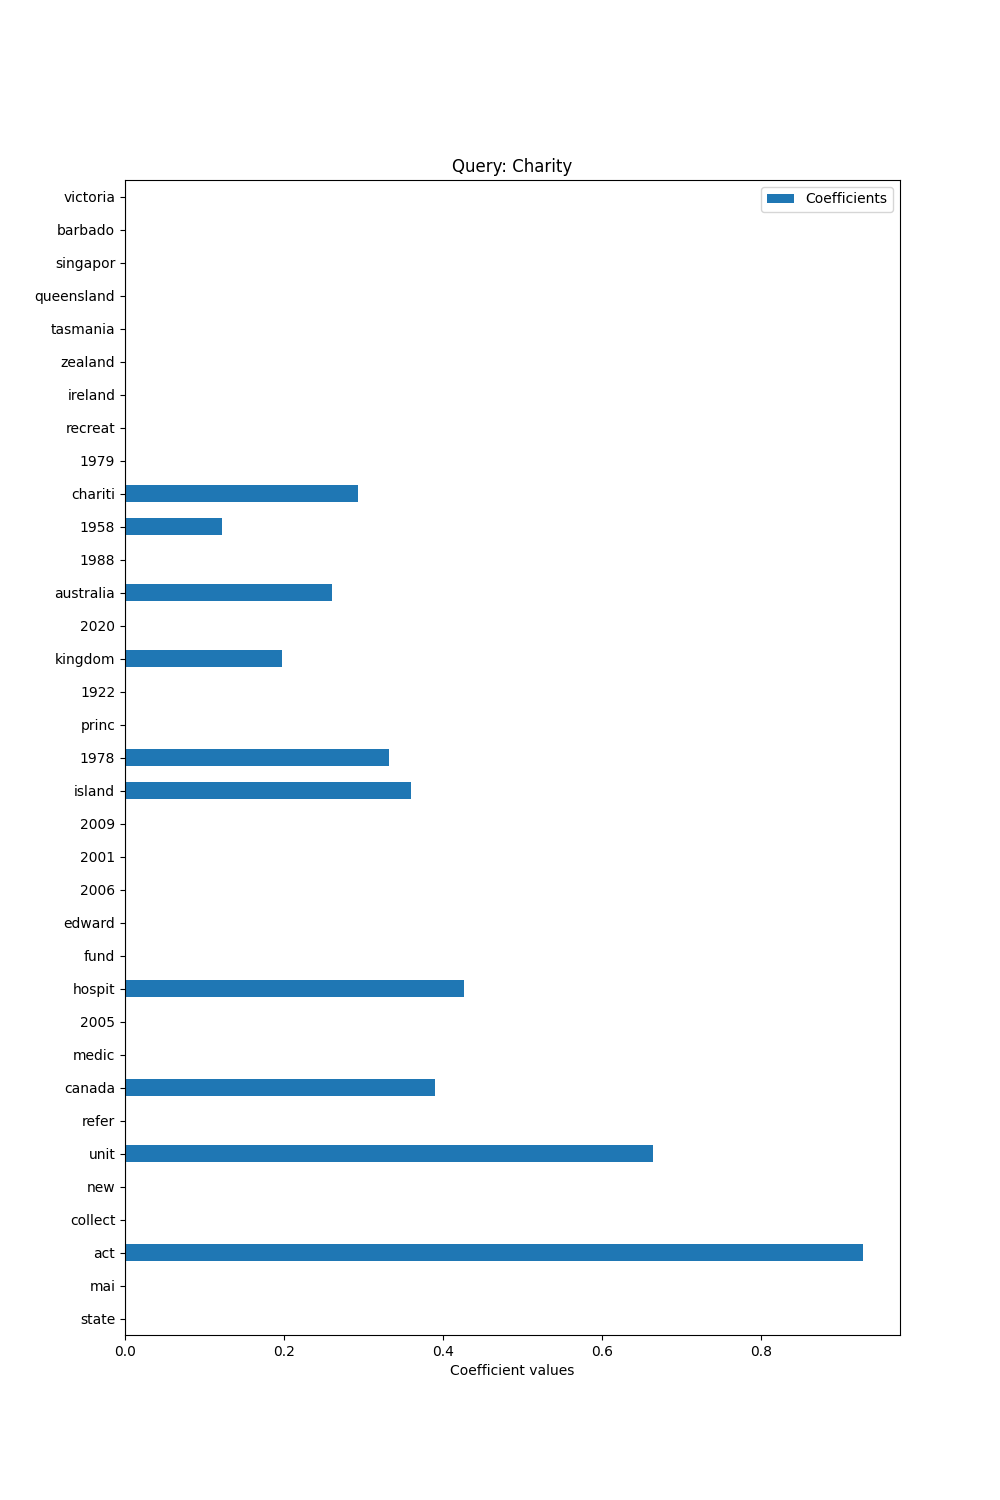 Query: Charity
Coefficients
victoria
barbado
singapor
queensland
tasmania
zealand
ireland
recreat
1979
chariti
1958
1988
australia
2020
kingdom
1922
princ
1978
island
2009
2001
2006
edward
fund
hospit
2005
medic
canada
refer
unit
new
collect
act
mai
state
0.0 0.2 0.4 0.6 0.8
Coefficient values